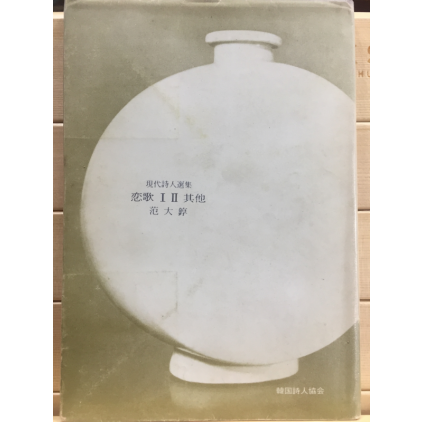 現代詩人選集
恋歌 Ⅰ Ⅱ 其他
范大錞
韓国詩人協会